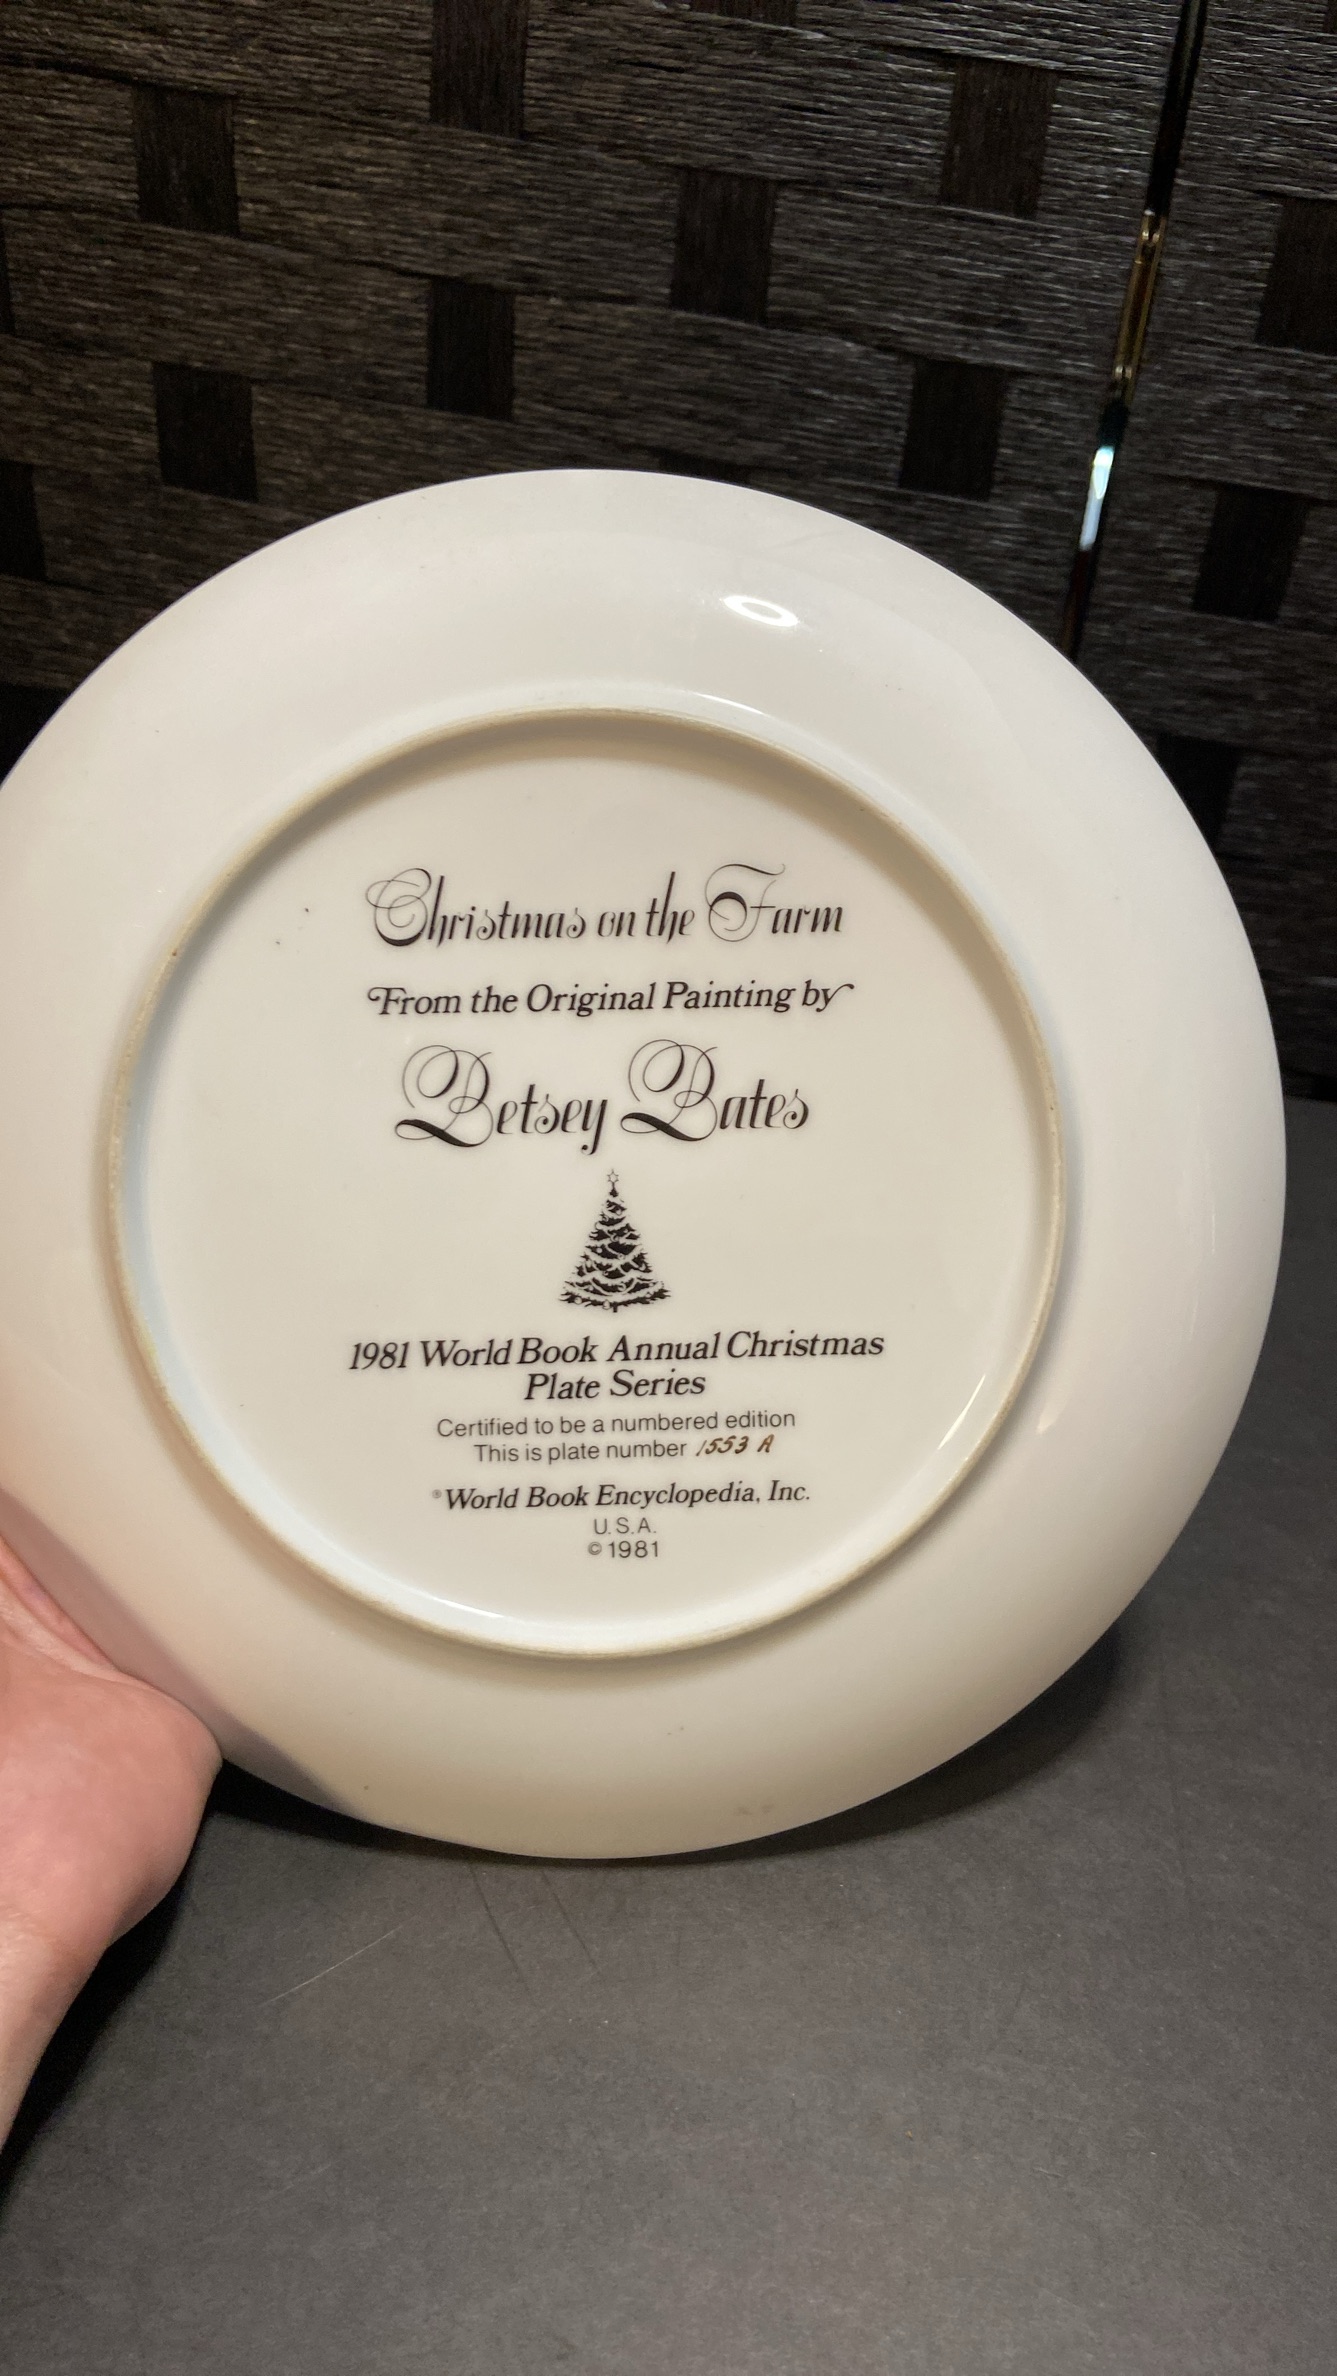 Christmas on the Farm
From the Original Painting by
Betsey Bates
1981 World Book Annual Christmas
Plate Series
Certified to be a numbered edition
This is plate number 1553 A
®World Book Encyclopedia, Inc.
U.S.A.
©1981